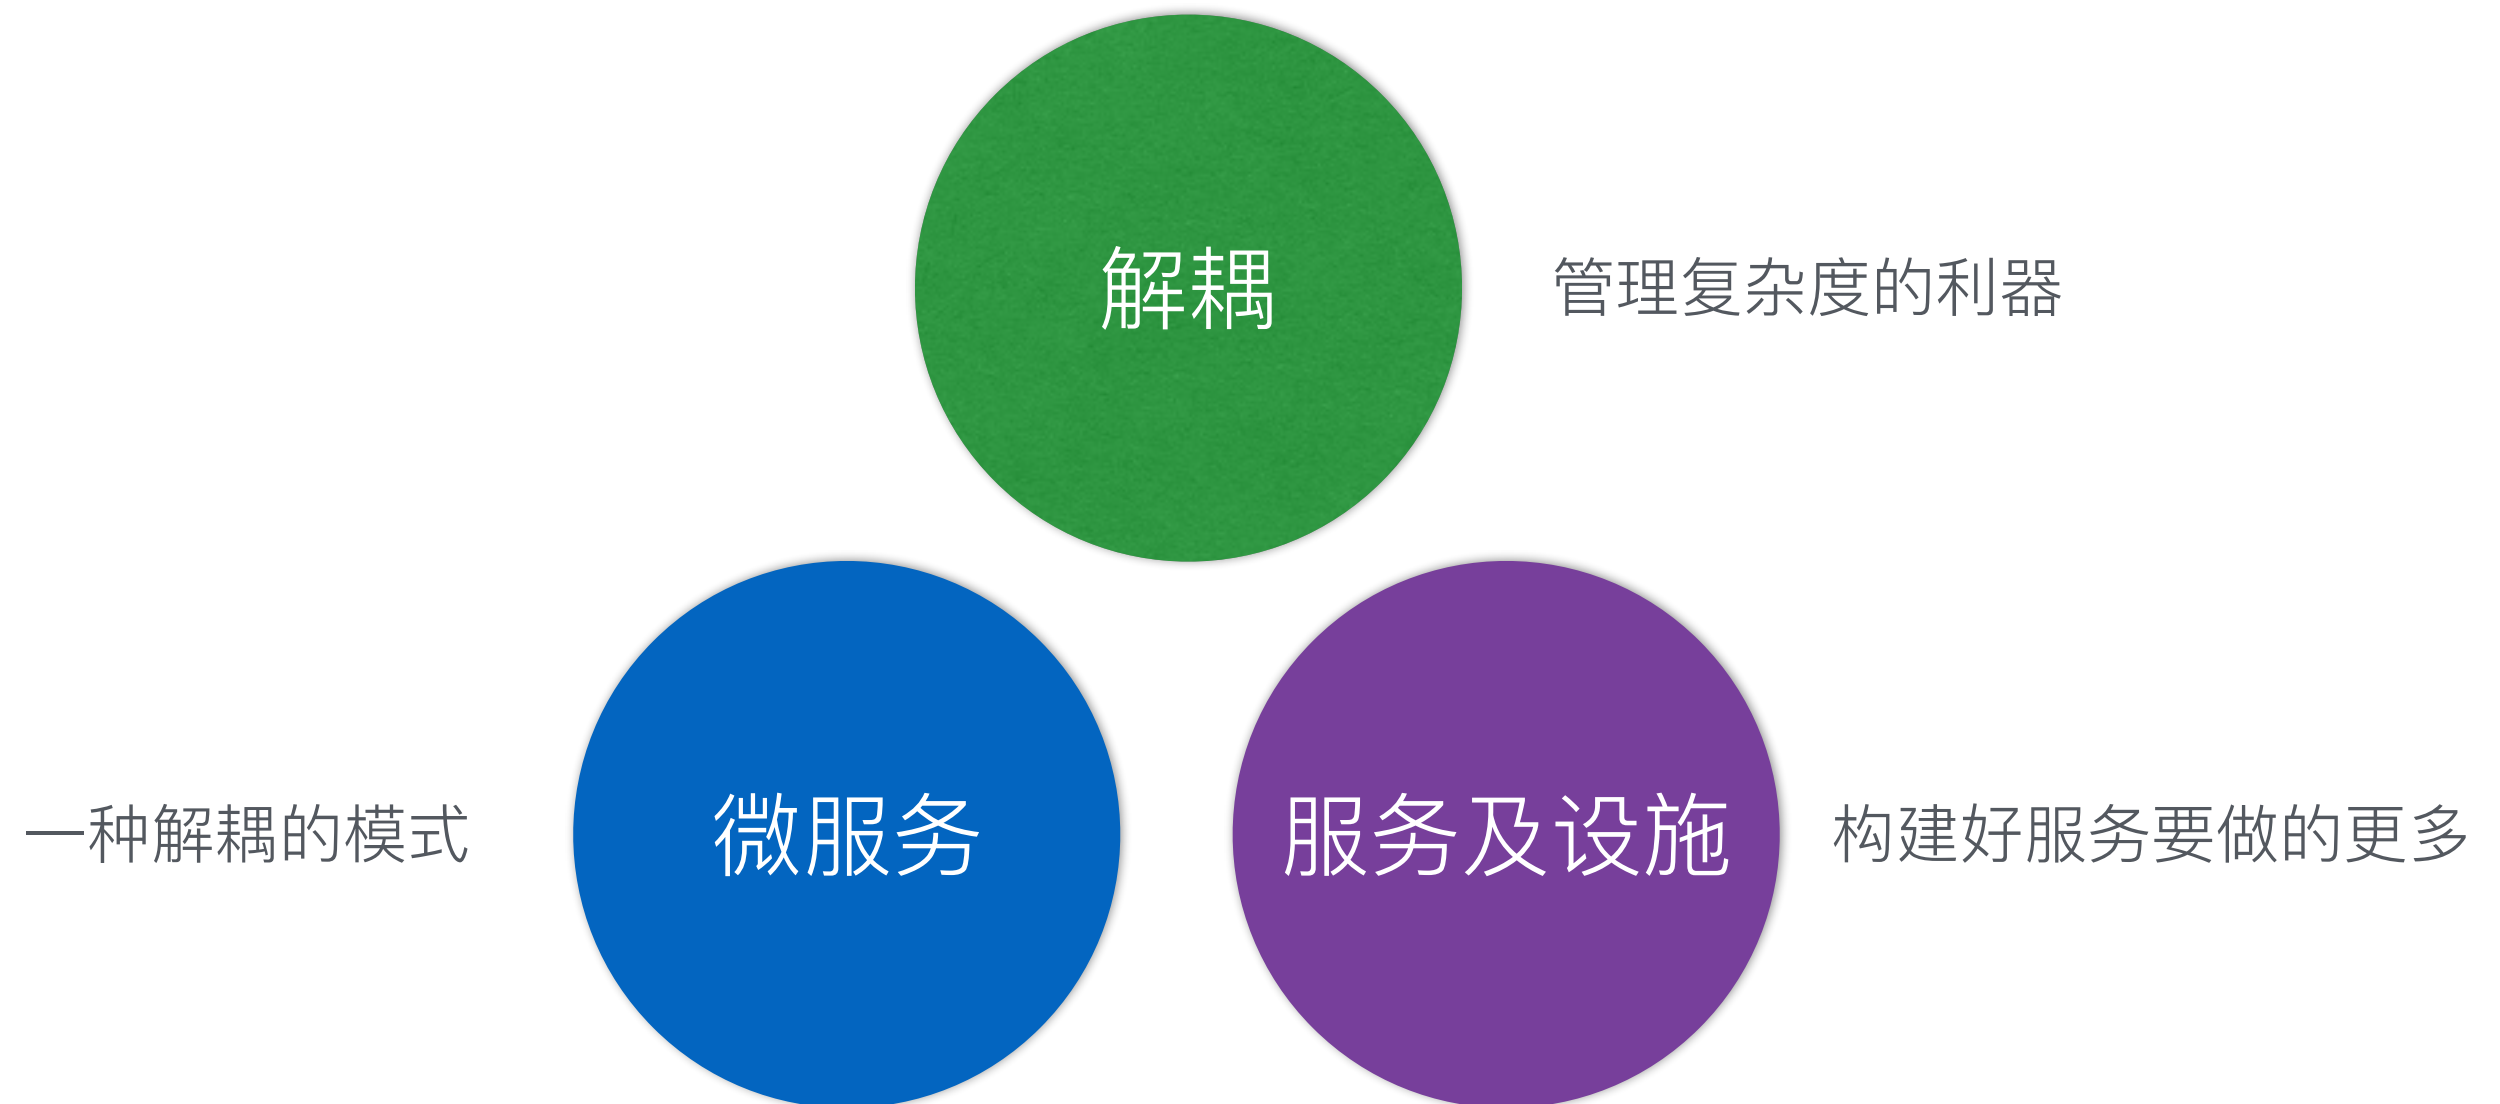 解耦
管理复杂度的利器
一种解耦的模式
微服务
服务及设施
构建好服务要做的更多